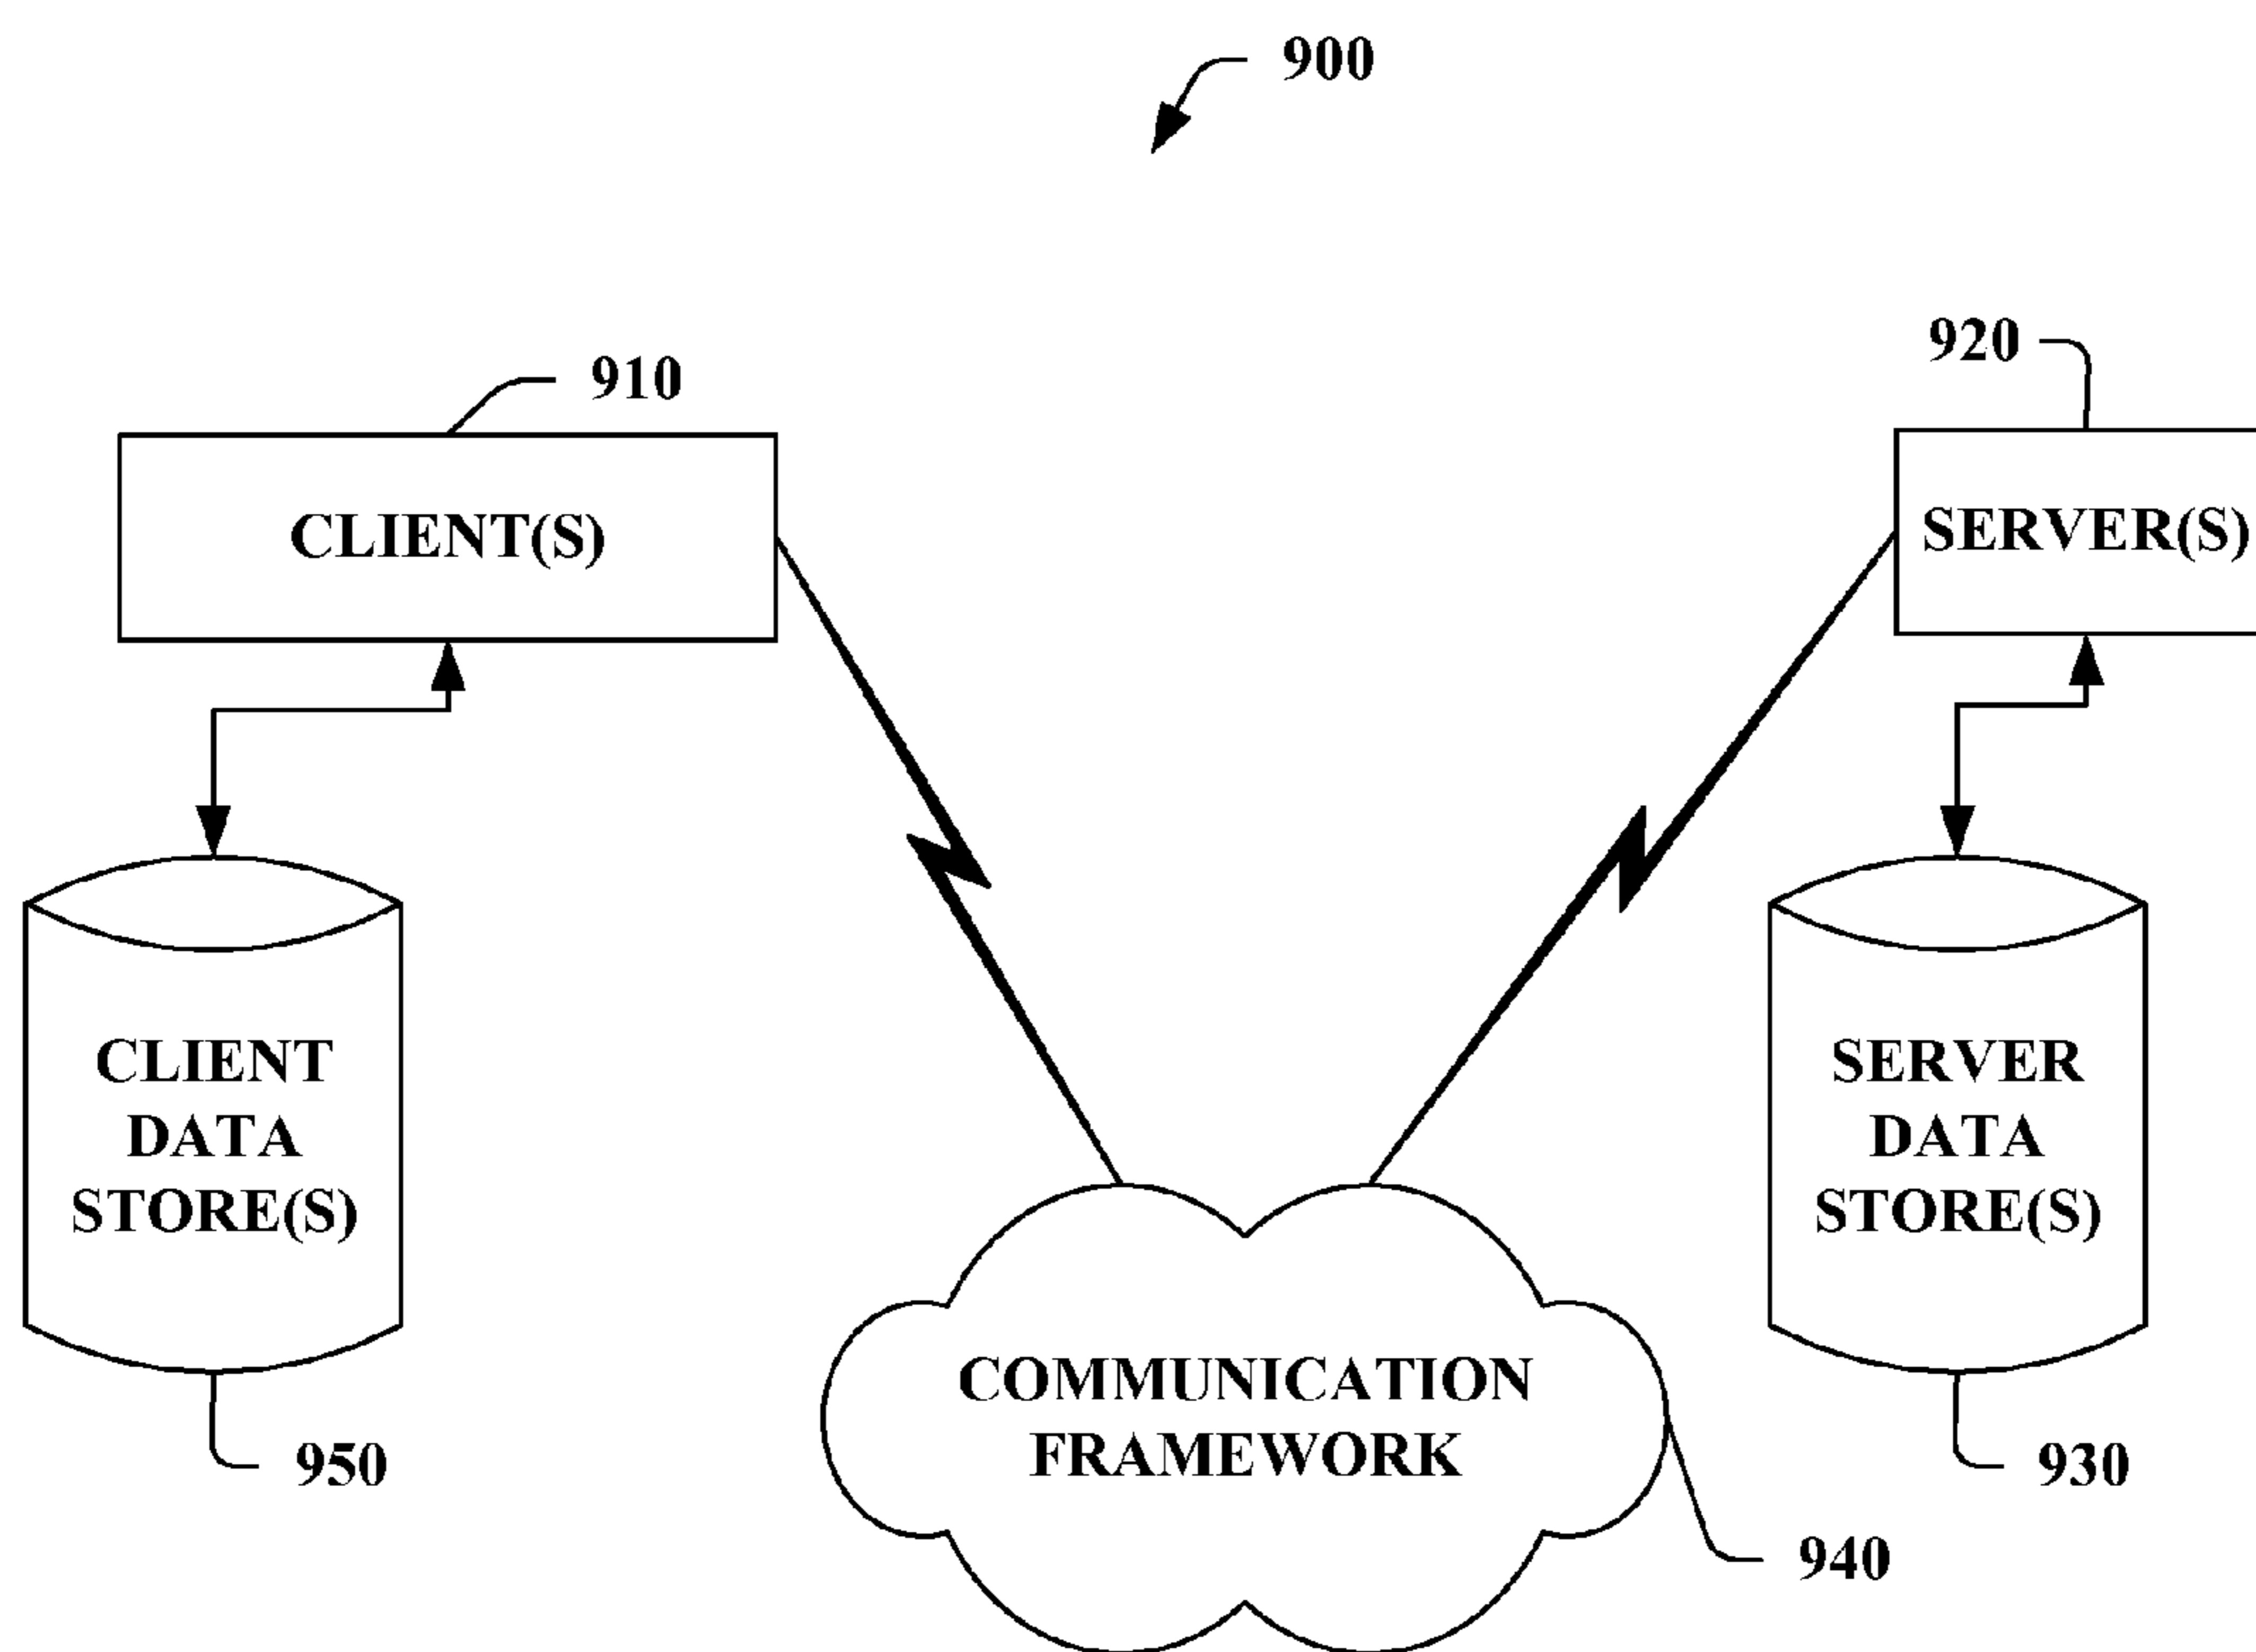 900
910
920
CLIENT(S)
SERVER(S)
CLIENT
DATA
STORE(S)
SERVER
DATA
STORE(S)
COMMUNICATION
FRAMEWORK
950
930
940